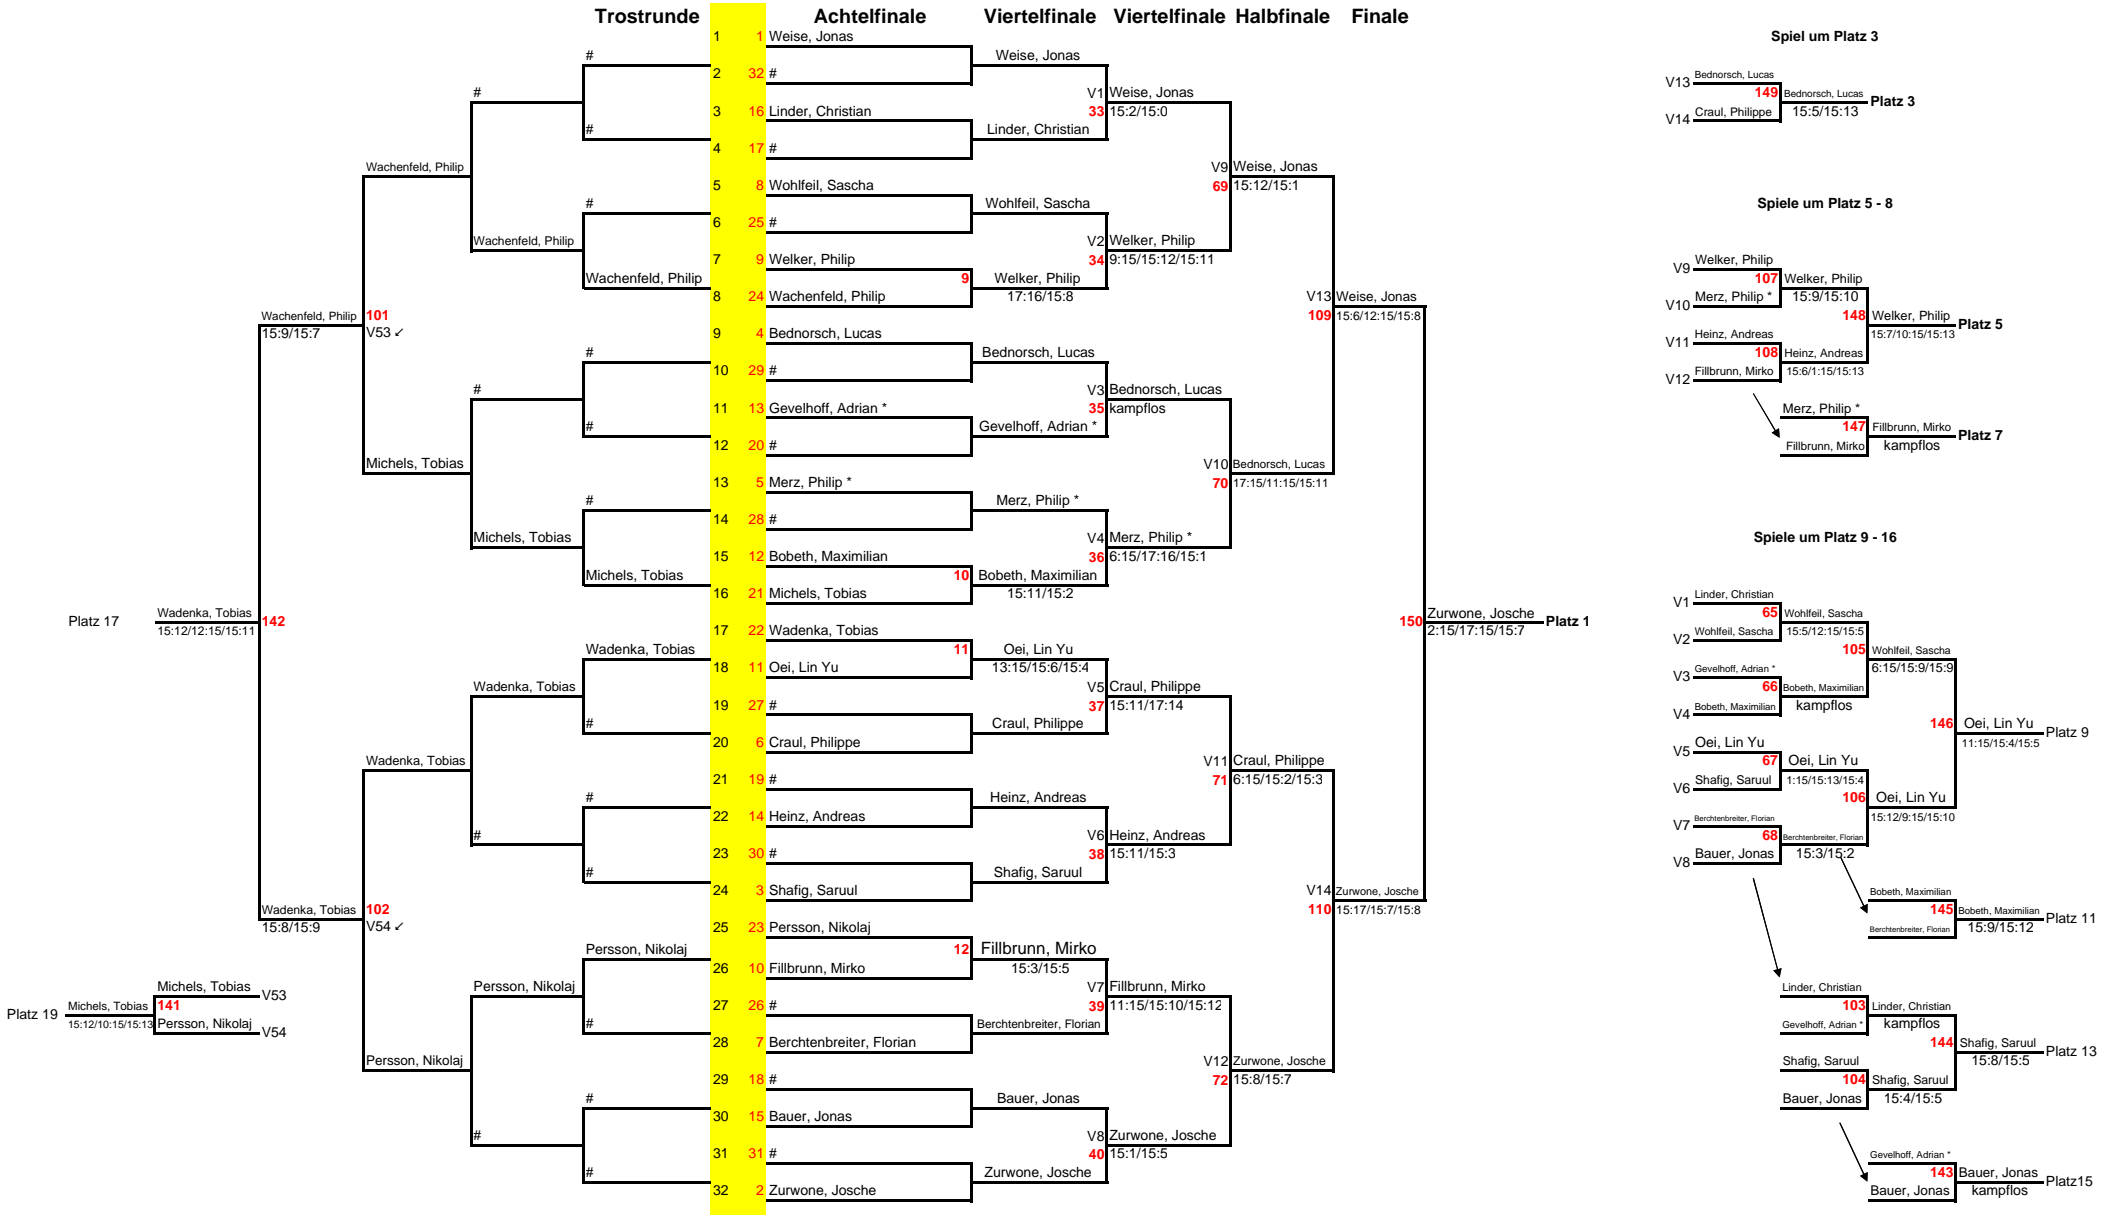 Trostrunde Achtelfinale Viertelfinale Viertelfinale Halbfinale Finale
1 1 Weise, Jonas
2 32 #
3 16 Linder, Christian
4 17 #
5 8 Wohlfeil, Sascha
6 25 #
7 9 Welker, Philip
9
8 24 Wachenfeld, Philip
9 4 Bednorsch, Lucas
10 29 #
11 13 Gevelhoff, Adrian *
12 20 #
13 5 Merz, Philip *
14 28 #
15 12 Bobeth, Maximilian
10
16 21 Michels, Tobias
17 22 Wadenka, Tobias
11
18 11 Oei, Lin Yu
19 27 #
20 6 Craul, Philippe
21 19 #
22 14 Heinz, Andreas
23 30 #
24 3 Shafig, Saruul
25 23 Persson, Nikolaj
12
26 10 Fillbrunn, Mirko
27 26 #
28 7 Berchtenbreiter, Florian
29 18 #
30 15 Bauer, Jonas
31 31 #
32 2 Zurwone, Josche
#
#
#
Wachenfeld, Philip
#
#
#
Michels, Tobias
Wadenka, Tobias
#
#
#
Persson, Nikolaj
#
#
#
#
Wachenfeld, Philip
#
Michels, Tobias
Wadenka, Tobias
#
Persson, Nikolaj
#
Wachenfeld, Philip
101
V53 ↙
Michels, Tobias
Wadenka, Tobias
102
V54 ↙
Persson, Nikolaj
Wachenfeld, Philip
15:9/15:7
142
Wadenka, Tobias
15:8/15:9
Platz 17 Wadenka, Tobias
15:12/12:15/15:11
Michels, Tobias V53
Platz 19 Michels, Tobias 141
15:12/10:15/15:13 Persson, Nikolaj V54
Weise, Jonas
Linder, Christian
Wohlfeil, Sascha
Welker, Philip
17:16/15:8
Bednorsch, Lucas
Gevelhoff, Adrian *
Merz, Philip *
Bobeth, Maximilian
15:11/15:2
Oei, Lin Yu
13:15/15:6/15:4
Craul, Philippe
Heinz, Andreas
Shafig, Saruul
Fillbrunn, Mirko
15:3/15:5
Berchtenbreiter, Florian
Bauer, Jonas
Zurwone, Josche
V1 Weise, Jonas
33 15:2/15:0
V2 Welker, Philip
34 9:15/15:12/15:11
V3 Bednorsch, Lucas
35 kampflos
V4 Merz, Philip *
36 6:15/17:16/15:1
V5 Craul, Philippe
37 15:11/17:14
V6 Heinz, Andreas
38 15:11/15:3
V7 Fillbrunn, Mirko
39 11:15/15:10/15:12
V8 Zurwone, Josche
40 15:1/15:5
V9 Weise, Jonas
69 15:12/15:1
V10 Bednorsch, Lucas
70 17:15/11:15/15:11
V11 Craul, Philippe
71 6:15/15:2/15:3
V12 Zurwone, Josche
72 15:8/15:7
V13 Weise, Jonas
109 15:6/12:15/15:8
V14 Zurwone, Josche
110 15:17/15:7/15:8
150 Zurwone, Josche Platz 1
2:15/17:15/15:7
Spiel um Platz 3
V13 Bednorsch, Lucas
149 Bednorsch, Lucas Platz 3
V14 Craul, Philippe 15:5/15:13
Spiele um Platz 5 - 8
V9 Welker, Philip
107 Welker, Philip
V10 Merz, Philip * 15:9/15:10
148 Welker, Philip Platz 5
15:7/10:15/15:13
V11 Heinz, Andreas
108 Heinz, Andreas
V12 Fillbrunn, Mirko 15:6/1:15/15:13
Merz, Philip *
147 Fillbrunn, Mirko Platz 7
Fillbrunn, Mirko kampflos
Spiele um Platz 9 - 16
V1 Linder, Christian
65 Wohlfeil, Sascha
V2 Wohlfeil, Sascha 15:5/12:15/15:5
105 Wohlfeil, Sascha
6:15/15:9/15:9
V3 Gevelhoff, Adrian *
66 Bobeth, Maximilian
V4 Bobeth, Maximilian kampflos
146 Oei, Lin Yu Platz 9
11:15/15:4/15:5
V5 Oei, Lin Yu
67 Oei, Lin Yu
V6 Shafig, Saruul 1:15/15:13/15:4
106 Oei, Lin Yu
15:12/9:15/15:10
V7 Berchtenbreiter, Florian
68 Berchtenbreiter, Florian
V8 Bauer, Jonas 15:3/15:2
Bobeth, Maximilian
145 Bobeth, Maximilian Platz 11
Berchtenbreiter, Florian 15:9/15:12
Linder, Christian
103 Linder, Christian
Gevelhoff, Adrian * kampflos
144 Shafig, Saruul Platz 13
15:8/15:5
Shafig, Saruul
104 Shafig, Saruul
Bauer, Jonas 15:4/15:5
Gevelhoff, Adrian *
143 Bauer, Jonas Platz15
Bauer, Jonas kampflos